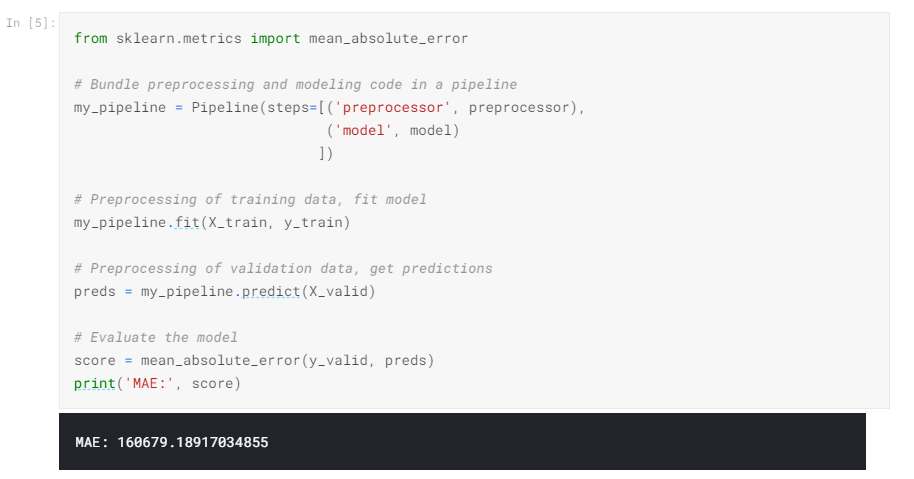 In [5]:
from sklearn.metrics import mean_absolute_error
# Bundle preprocessing and modeling code in a pipeline
my_pipeline = Pipeline(steps=[('preprocessor', preprocessor),
('model', model)
])
# Preprocessing of training data, fit model
my_pipeline.fit(X_train, y_train)
# Preprocessing of validation data, get predictions
preds = my_pipeline.predict(X_valid)
# Evaluate the model
score = mean_absolute_error(y_valid, preds)
print('MAE:', score)
MAE: 160679.18917034855